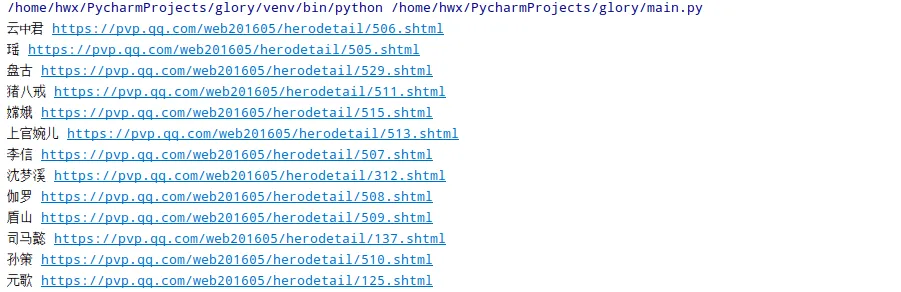 /home/hwx/PycharmProjects/glory/venv/bin/python /home/hwx/PycharmProjects/glory/main.py
云中君 https://pvp.qq.com/web201605/herodetail/506.shtml
瑶 https://pvp.qq.com/web201605/herodetail/505.shtml
盘古 https://pvp.qq.com/web201605/herodetail/529.shtml
猪八戒 https://pvp.qq.com/web201605/herodetail/511.shtml
嫦娥 https://pvp.qq.com/web201605/herodetail/515.shtml
上官婉儿 https://pvp.qq.com/web201605/herodetail/513.shtml
李信 https://pvp.qq.com/web201605/herodetail/507.shtml
沈梦溪 https://pvp.qq.com/web201605/herodetail/312.shtml
伽罗 https://pvp.qq.com/web201605/herodetail/508.shtml
盾山 https://pvp.qq.com/web201605/herodetail/509.shtml
司马懿 https://pvp.qq.com/web201605/herodetail/137.shtml
孙策 https://pvp.qq.com/web201605/herodetail/510.shtml
元歌 https://pvp.qq.com/web201605/herodetail/125.shtml